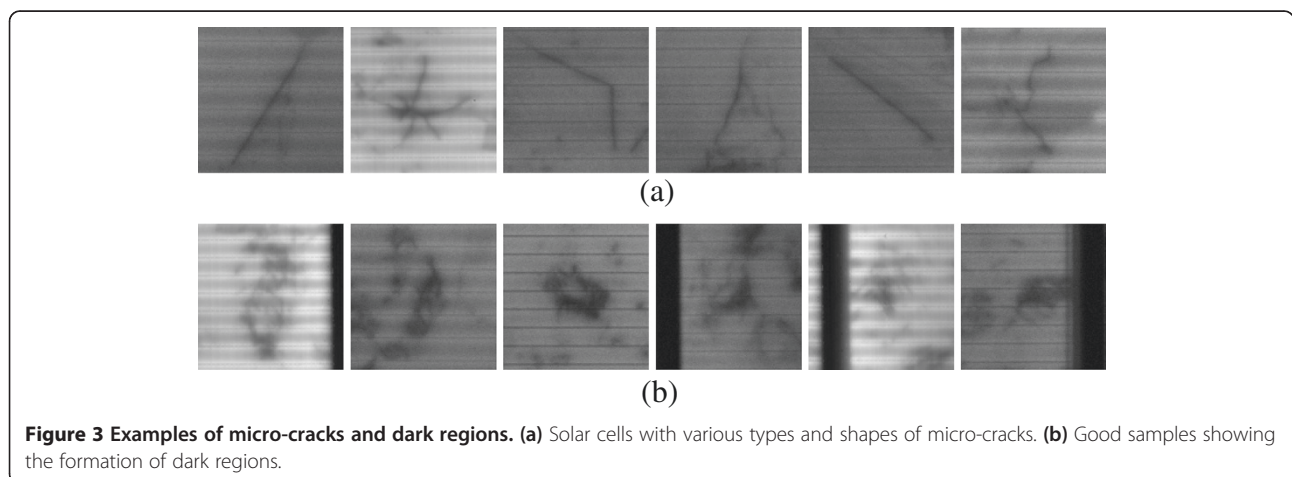 (a)
(b)
Figure 3 Examples of micro-cracks and dark regions. (a) Solar cells with various types and shapes of micro-cracks. (b) Good samples showing
the formation of dark regions.